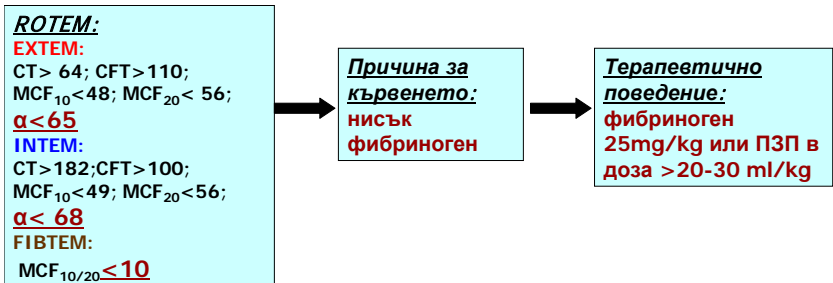 ROTEM:
EXTEM:
CT> 64; CFT>110;
MCF10<48; MCF20< 56;
α<65
INTEM:
CT>182;CFT>100;
MCF10<49; MCF20<56;
α< 68
FIBTEM:
MCF10/20<10
Причина за
кървенето:
нисък
фибриноген
Терапевтично
поведение:
фибриноген
25mg/kg или ПЗП в
доза >20-30 ml/kg